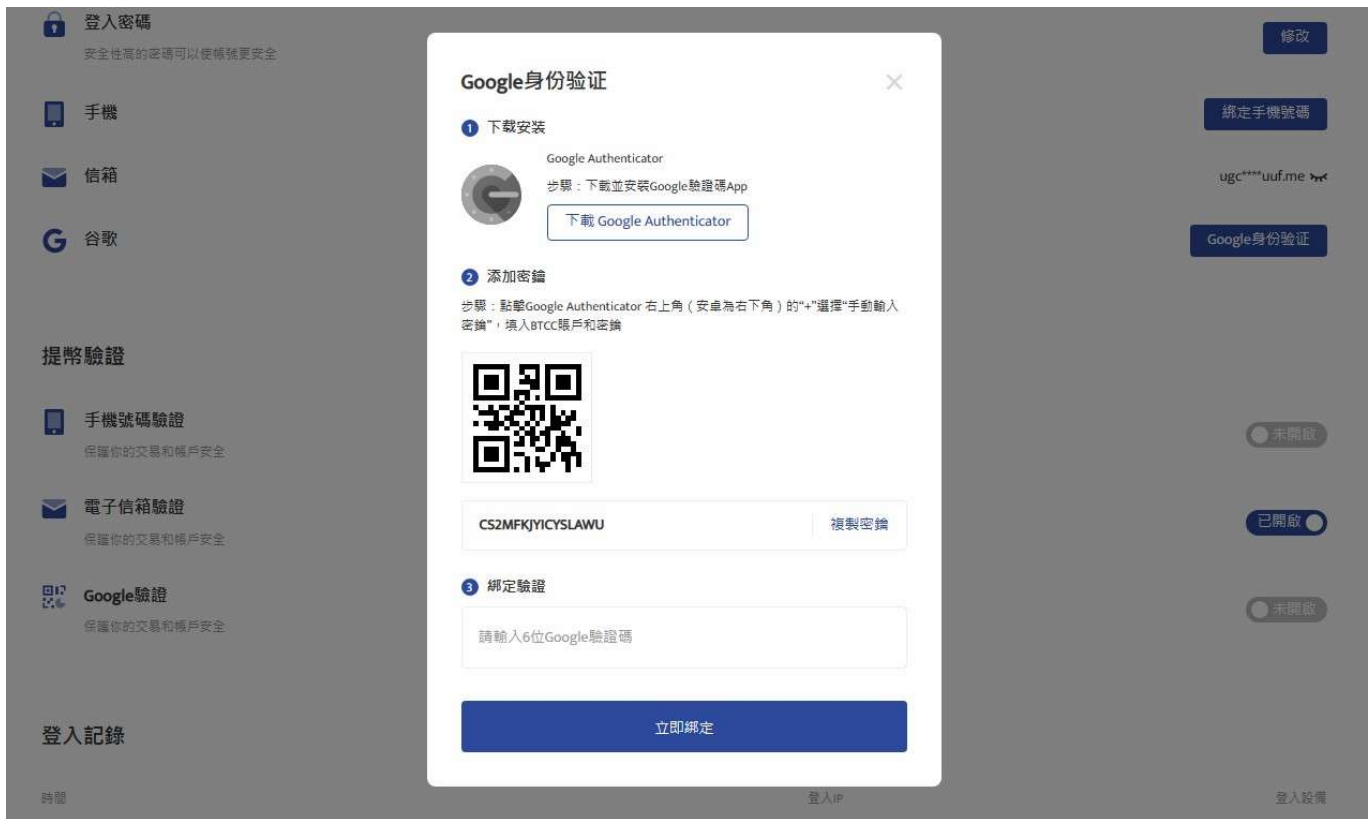 登入密碼
安全性高的密碼可以使帳號更安全
修改
手機
綁定手機號碼
信箱
ugc****uuf.me
谷歌
Google身份验证
提幣驗證
手機號碼驗證
保護你的交易和帳戶安全
未開啟
電子信箱驗證
保護你的交易和帳戶安全
已開啟
Google驗證
保護你的交易和帳戶安全
未開啟
登入記錄
時間
登入IP
登入設備
Google身份验证
1 下载安装
Google Authenticator
步驟：下載並安裝Google驗證碼App
下載 Google Authenticator
2 添加密鑰
步驟：點擊Google Authenticator 右上角（安卓為右下角）的“+”選擇“手動輸入
密鑰”，填入BTCC賬戶和密鑰
CS2MFKJYICYSLAWU
複製密鑰
3 綁定驗證
請輸入6位Google驗證碼
立即綁定